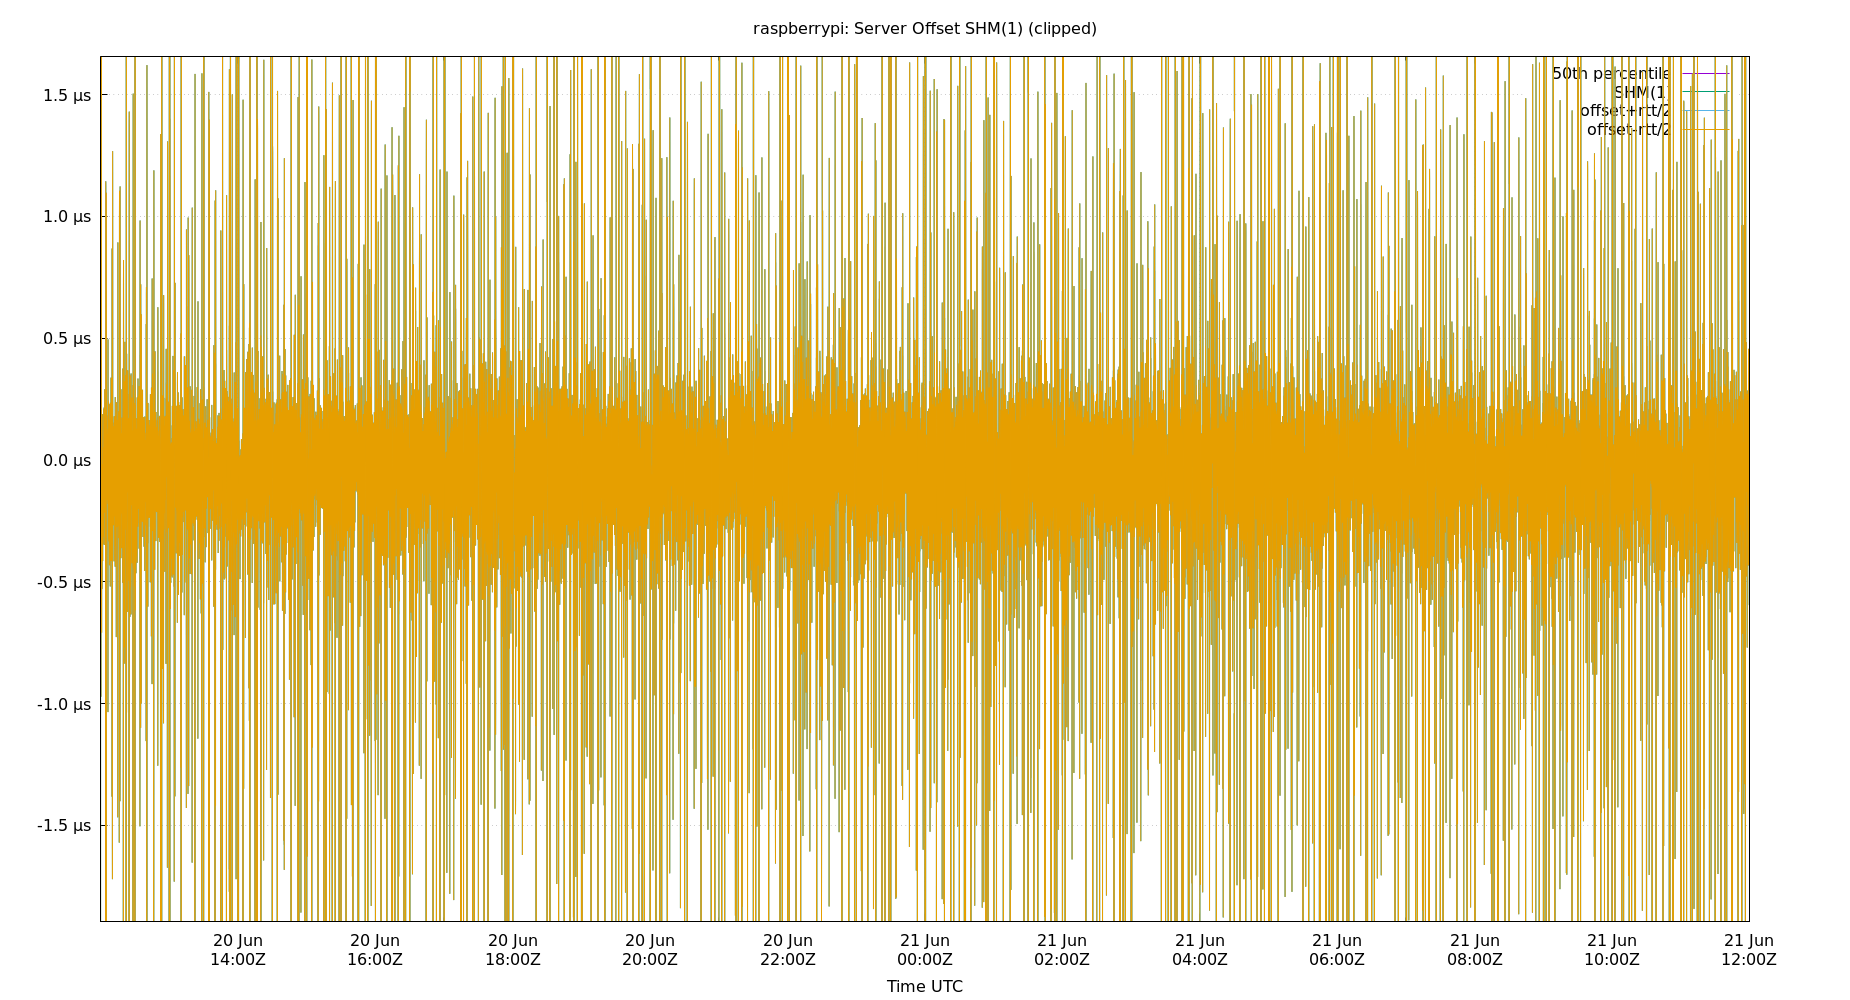 raspberrypi: Server Offset SHM(1) (clipped)
50th percentile
SHM(1)
offset+rtt/2
offset-rtt/2
1.5 µs
1.0 µs
0.5 µs
0.0 µs
-0.5 µs
-1.0 µs
-1.5 µs
20 Jun 20 Jun 20 Jun 20 Jun 20 Jun 21 Jun 21 Jun 21 Jun 21 Jun 21 Jun 21 Jun 21 Jun
14:00Z 16:00Z 18:00Z 20:00Z 22:00Z 00:00Z 02:00Z 04:00Z 06:00Z 08:00Z 10:00Z 12:00Z
Time UTC